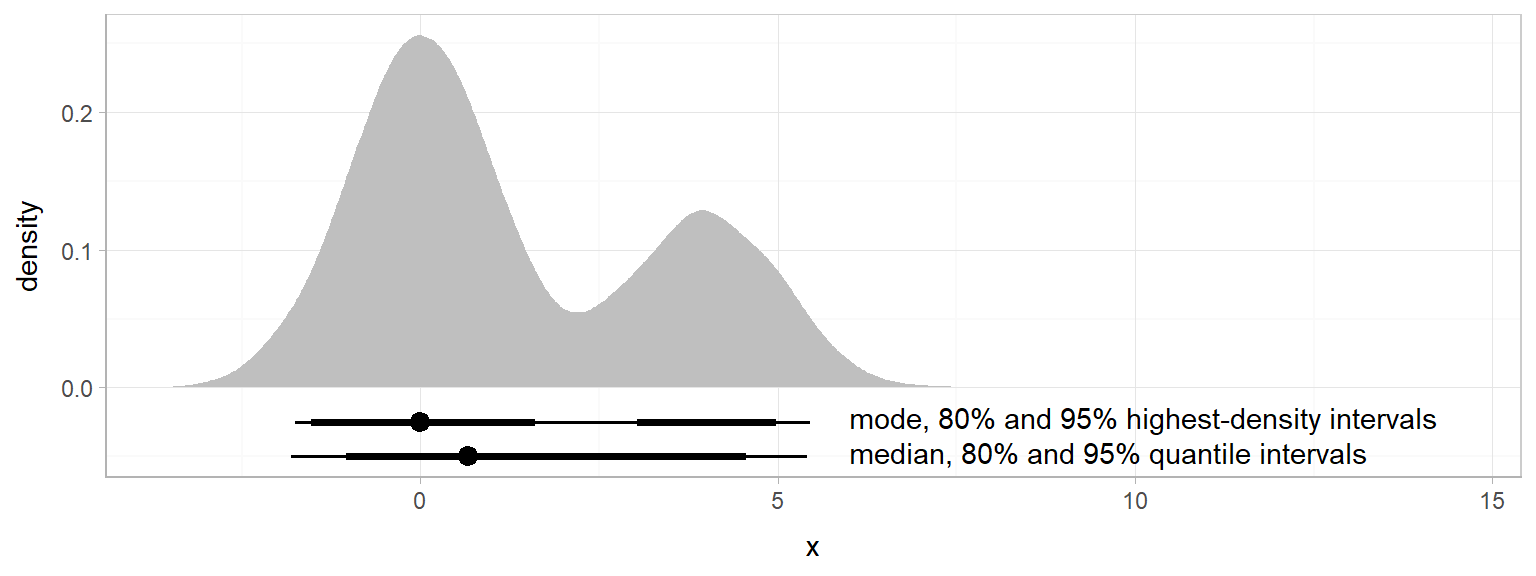 density
0.2
0.1
0.0
mode, 80% and 95% highest-density intervals
median, 80% and 95% quantile intervals
0 5 10 15
x